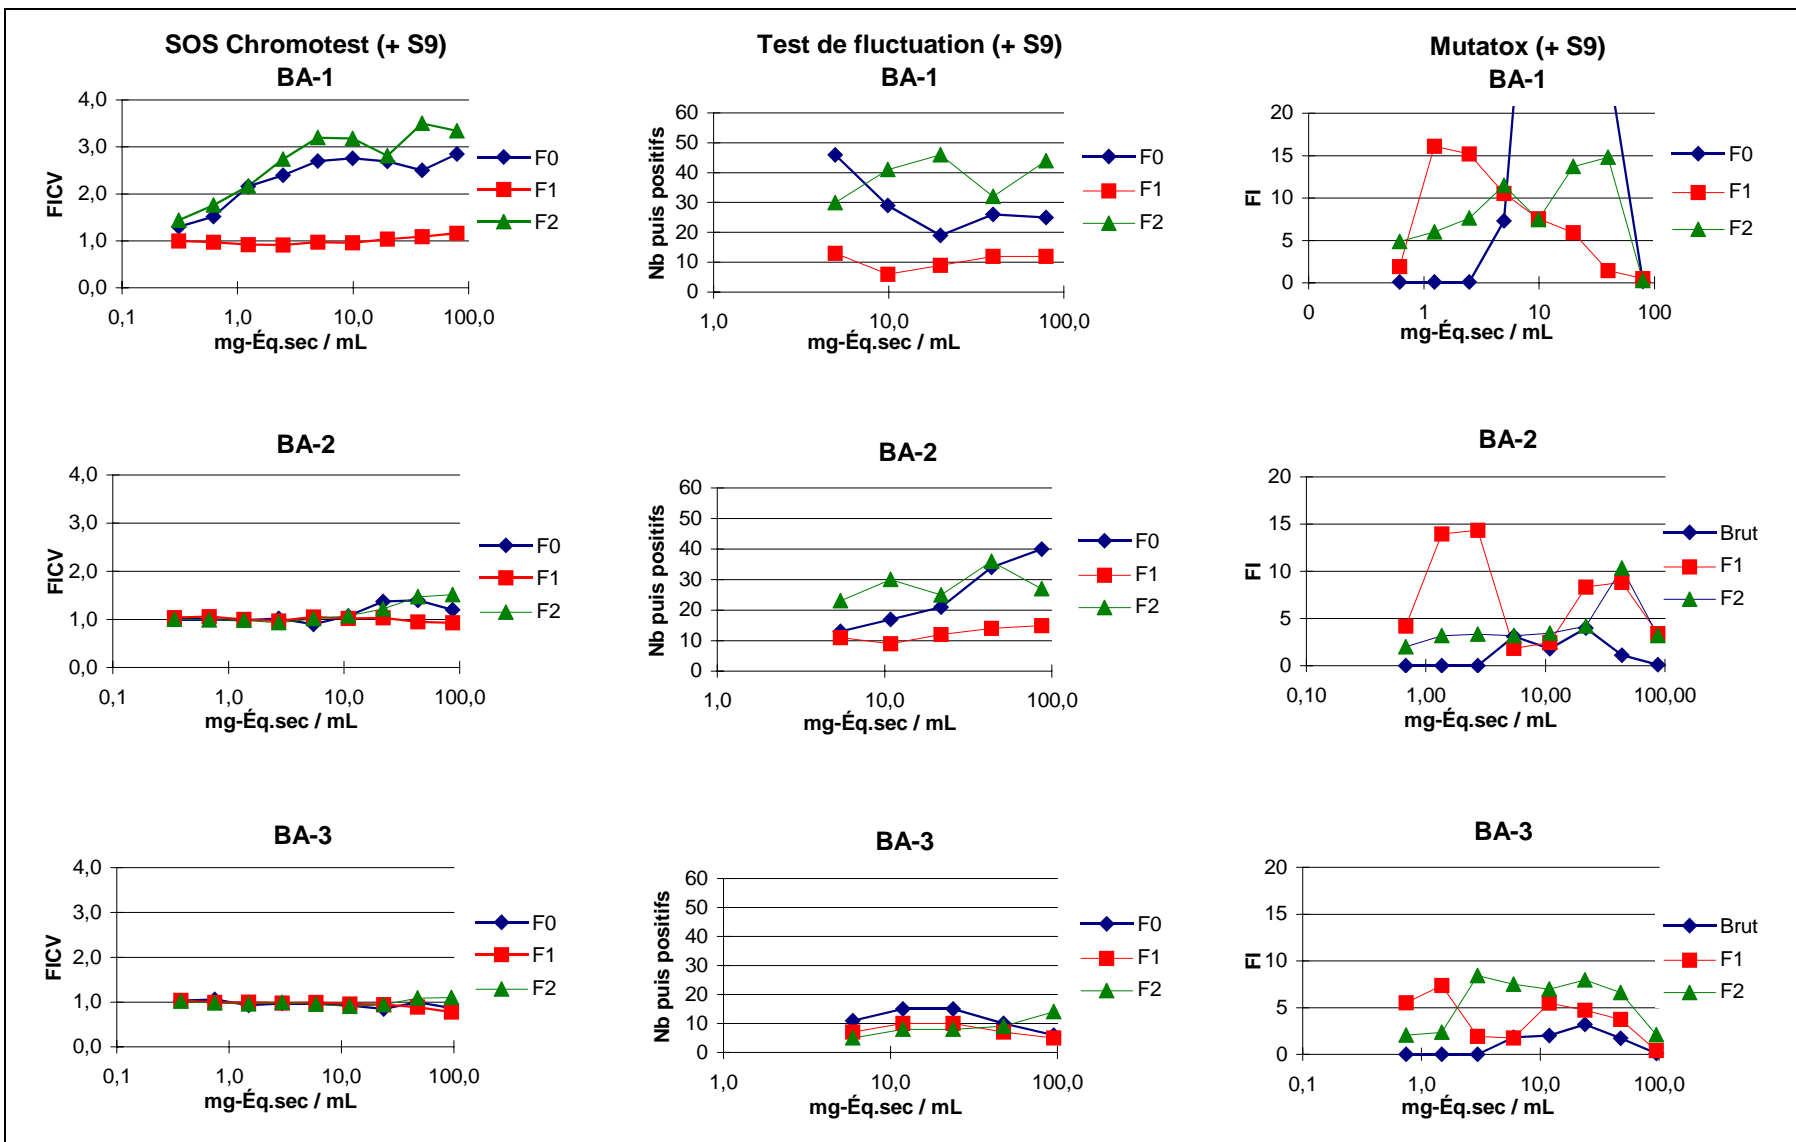 SOS Chromotest (+ S9)
BA-1
4,0
3,0
2,0
1,0
0,0
FICV
0,1
1,0
10,0
100,0
mg-Éq.sec / mL
F0
F1
F2
Test de fluctuation (+ S9)
BA-1
60
50
40
30
20
10
0
Nb puis positifs
1,0
10,0
100,0
mg-Éq.sec / mL
F0
F1
F2
Mutatox (+ S9)
BA-1
20
15
10
5
0
FI
0
1
10
100
mg-Éq.sec / mL
F0
F1
F2
BA-2
4,0
3,0
2,0
1,0
0,0
FICV
0,1
1,0
10,0
100,0
mg-Éq.sec / mL
F0
F1
F2
BA-2
60
50
40
30
20
10
0
Nb puis positifs
1,0
10,0
100,0
mg-Éq.sec / mL
F0
F1
F2
BA-2
20
15
10
5
0
FI
0,10
1,00
10,00
100,00
mg-Éq.sec / mL
Brut
F1
F2
BA-3
4,0
3,0
2,0
1,0
0,0
FICV
0,1
1,0
10,0
100,0
mg-Éq.sec / mL
F0
F1
F2
BA-3
60
50
40
30
20
10
0
Nb puis positifs
1,0
10,0
100,0
mg-Éq.sec / mL
F0
F1
F2
BA-3
20
15
10
5
0
FI
0,1
1,0
10,0
100,0
mg-Éq.sec / mL
Brut
F1
F2